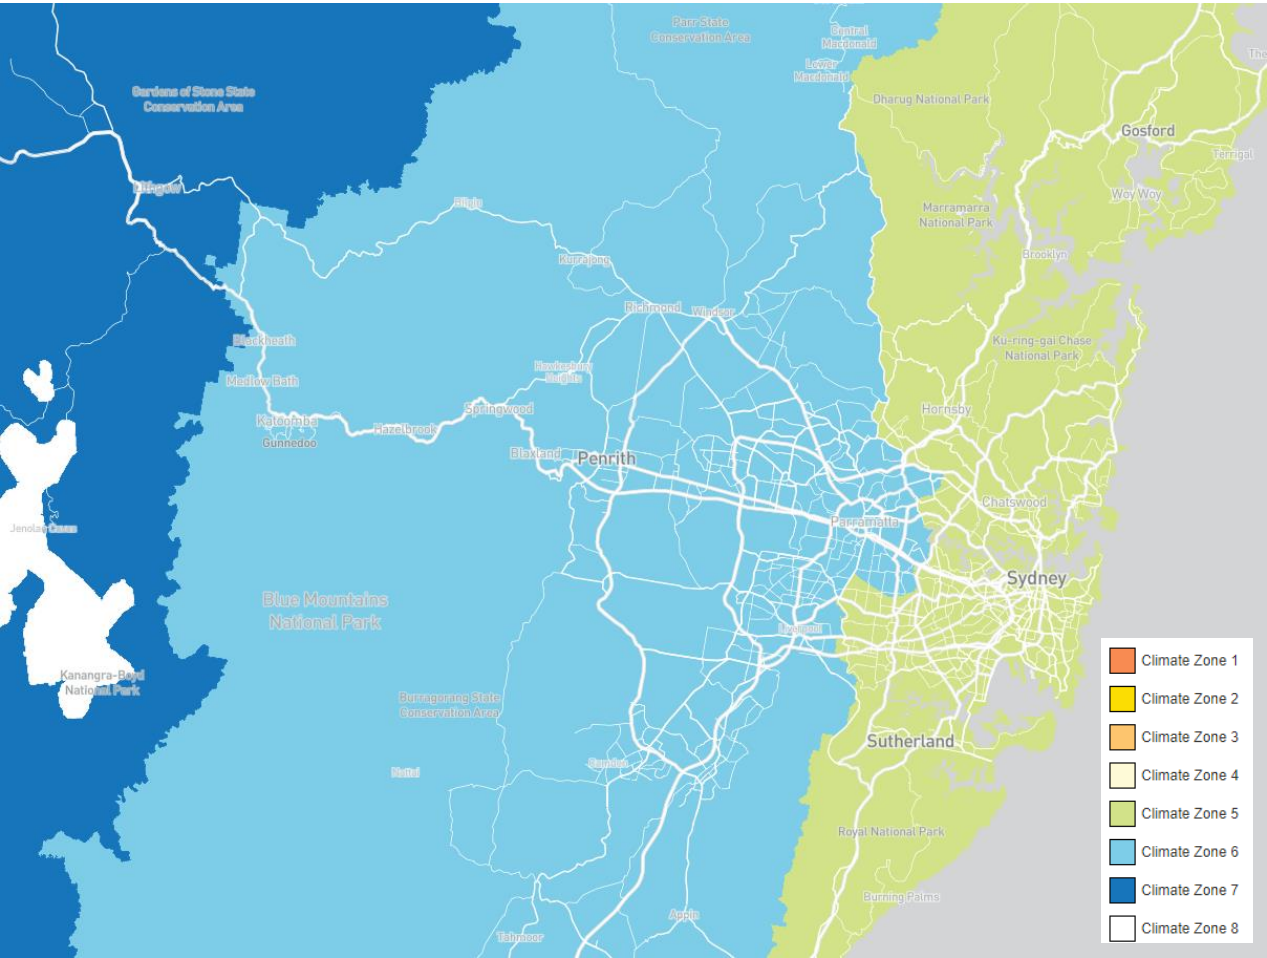 Parr State
Conservation Area
Central
Macdonald
Lower
Macdonald
The
Gardens of Stone State
Conservation Area
Dharug National Park
Gosford
Terrigal
Lithgow
Woy Woy
Bilpin
Marramarra
National Park
Brooklyn
Kurrajong
Richmond
Windsor
Blackheath
Ku-ring-gai Chase
National Park
Hawkesbury
Heights
Medlow Bath
Springwood
Hornsby
Katoomba
Hazelbrook
Gunnedoo
Blaxland
Penrith
Chatswood
Parramatta
Jenolan Caves
Sydney
Blue Mountains
National Park
Liverpool
Kanangra-Boyd
National Park
Burragorang State
Conservation Area
Sutherland
Camden
Nattai
Royal National Park
Burning Palms
Appin
Tahmoor
Climate Zone 1
Climate Zone 2
Climate Zone 3
Climate Zone 4
Climate Zone 5
Climate Zone 6
Climate Zone 7
Climate Zone 8